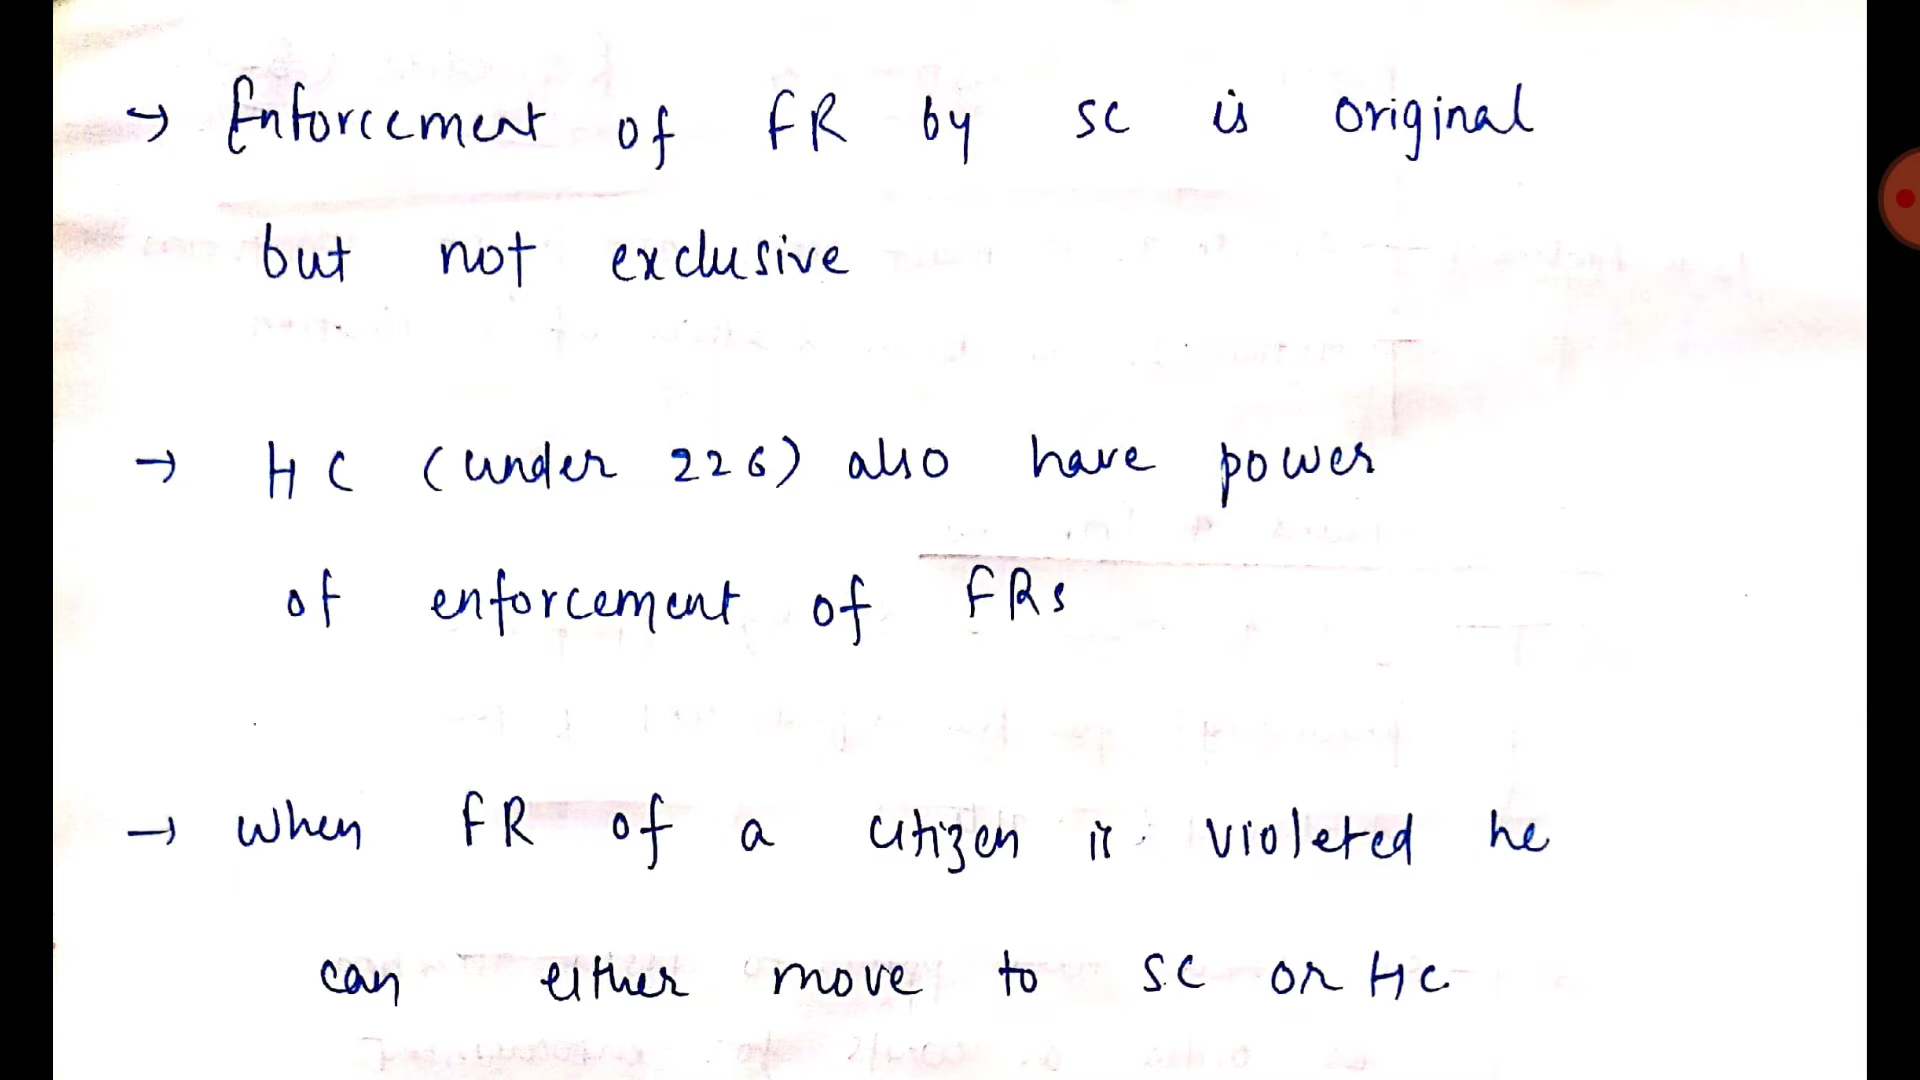 → Enforcement of FR by SC is original
but not exclusive
→ HC (under 226) also have power
of enforcement of FRs
→ when FR of a citizen is violeted he
can either move to SC or HC